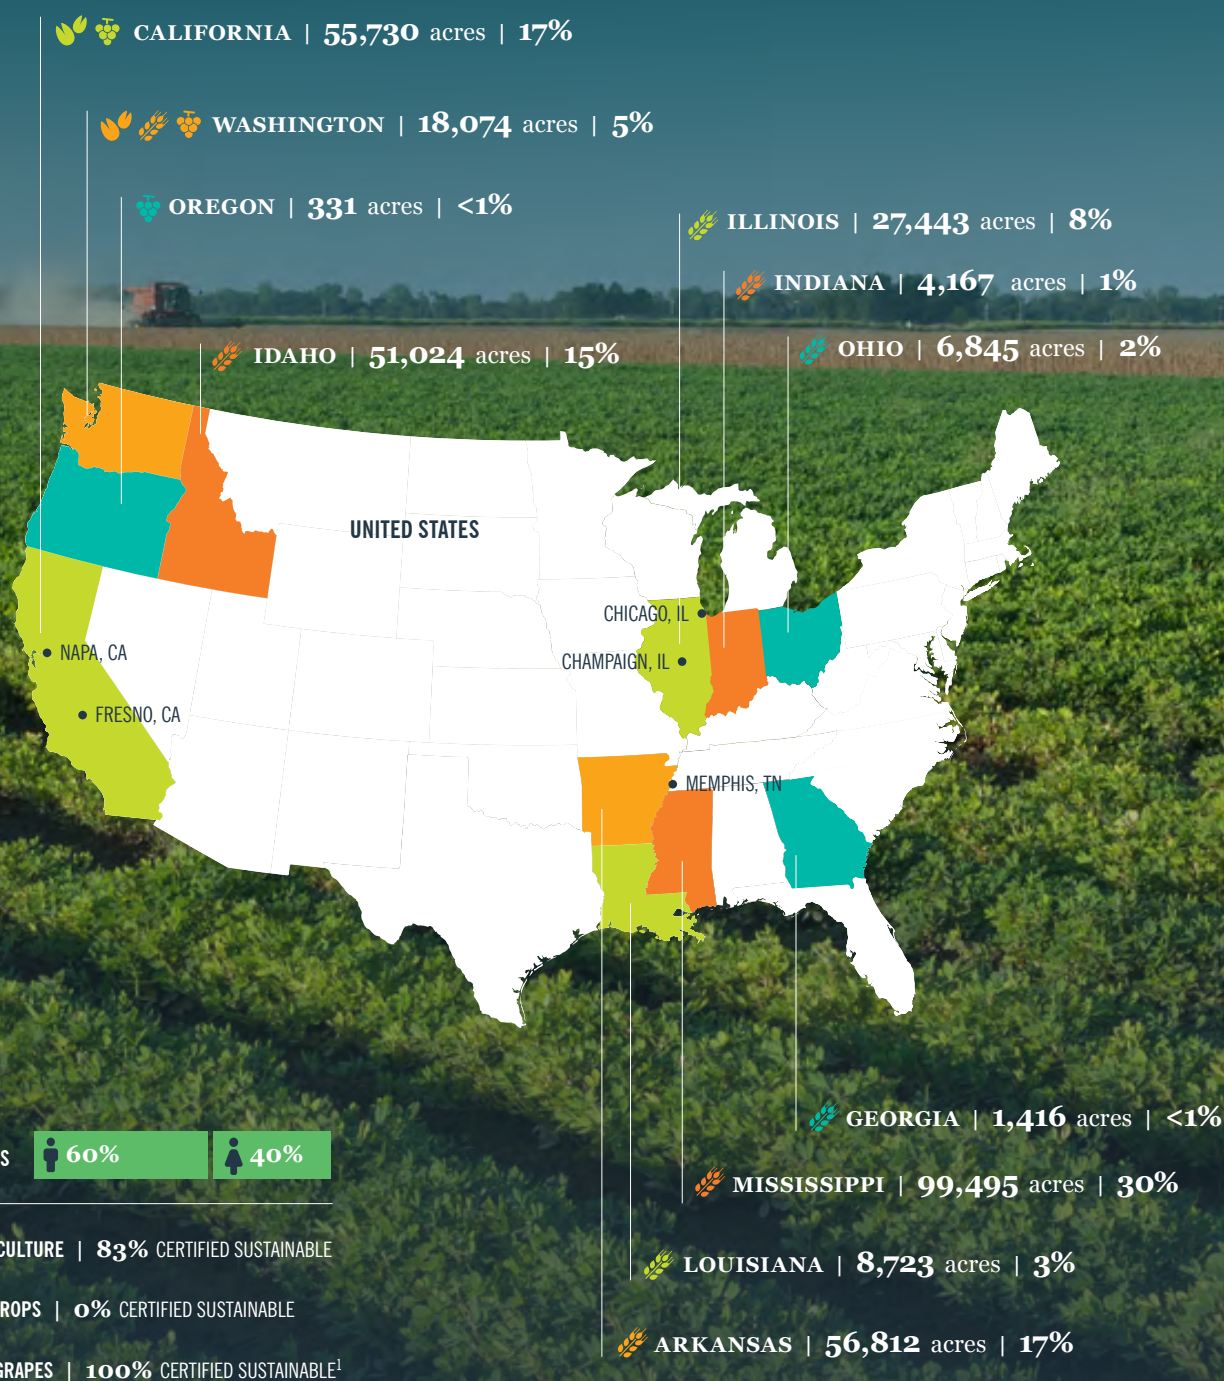 CALIFORNIA | 55,730 acres | 17%
WASHINGTON | 18,074 acres | 5%
OREGON | 331 acres | <1%
ILLINOIS | 27,443 acres | 8%
INDIANA | 4,167 acres | 1%
OHIO | 6,845 acres | 2%
IDAHO | 51,024 acres | 15%
UNITED STATES
CHICAGO, IL
NAPA, CA
CHAMPAIGN, IL
FRESNO, CA
MEMPHIS, TN
GEORGIA | 1,416 acres | <1%
S 60% 40%
MISSISSIPPI | 99,495 acres | 30%
CULTURE | 83% CERTIFIED SUSTAINABLE
LOUISIANA | 8,723 acres | 3%
ROPS | 0% CERTIFIED SUSTAINABLE
ARKANSAS | 56,812 acres | 17%
GRAPES | 100% CERTIFIED SUSTAINABLE¹